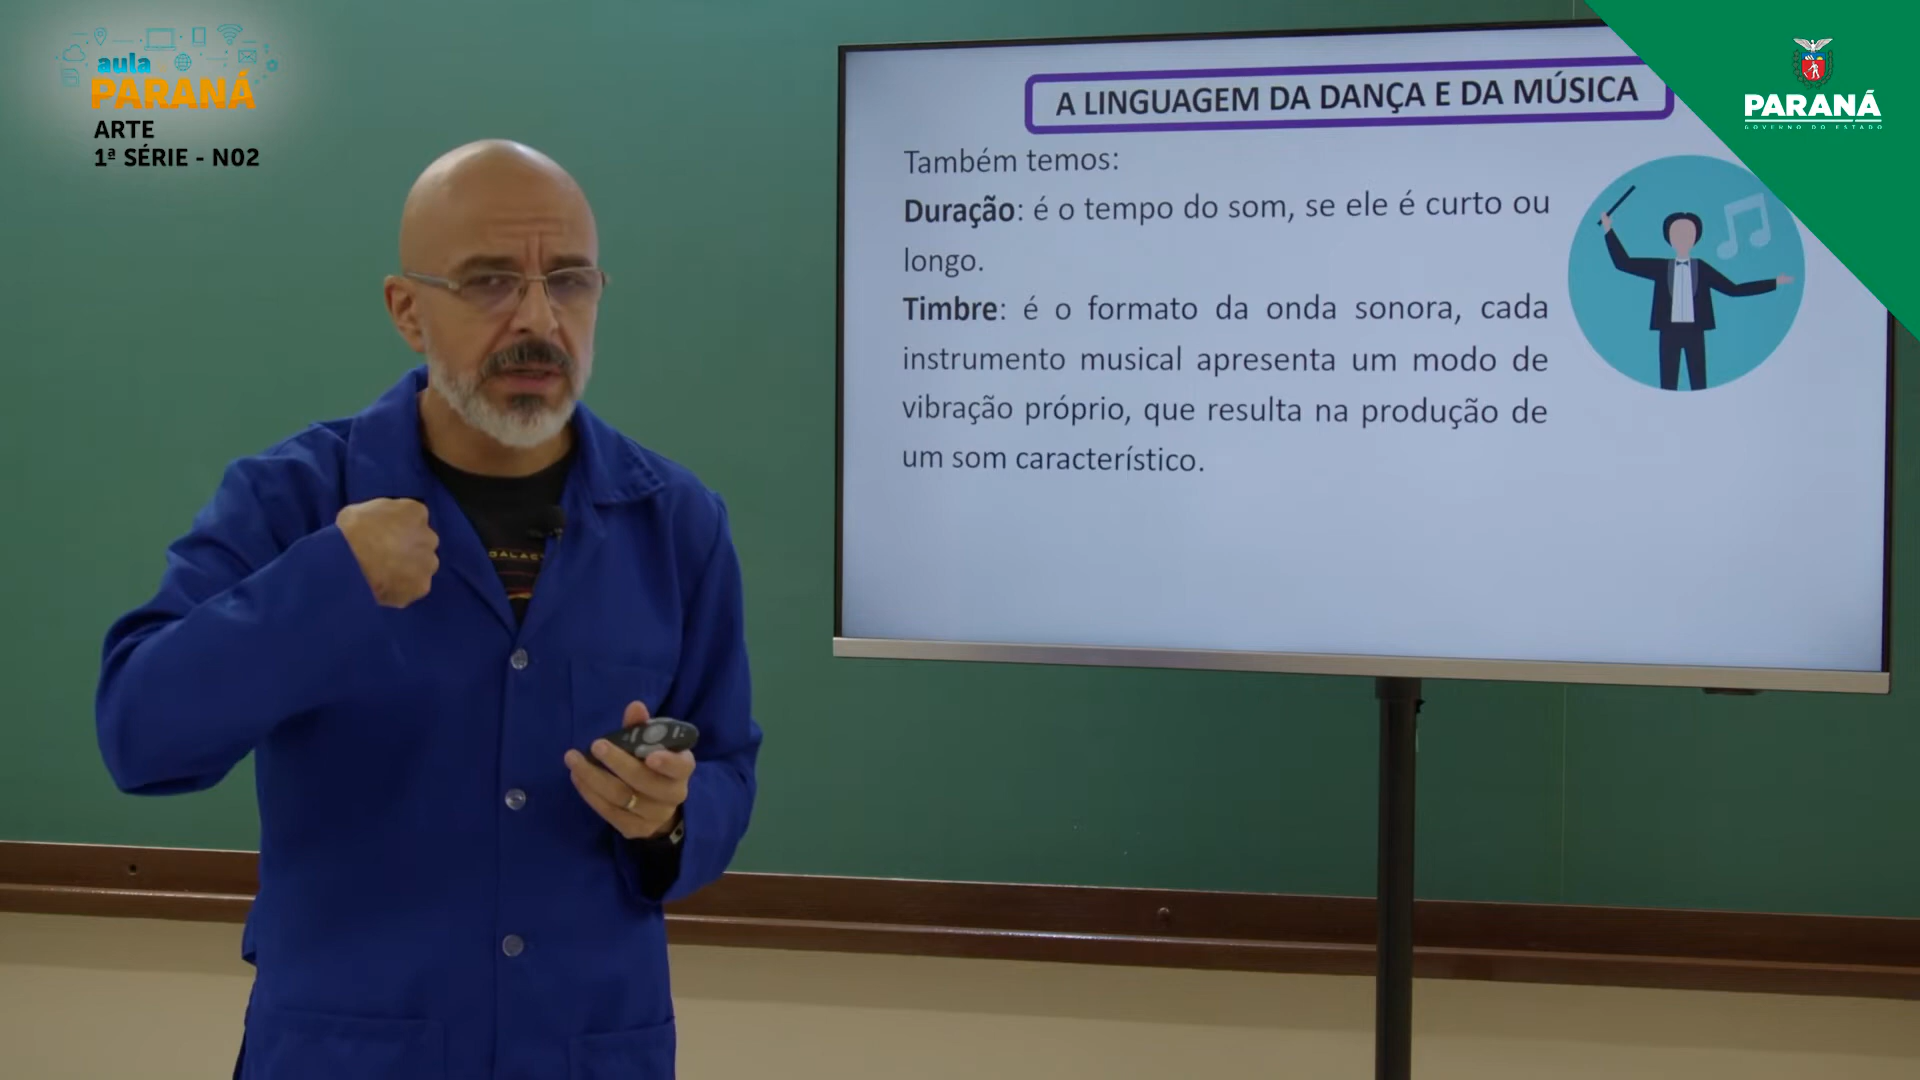 aula
PARANÁ
ARTE
1ª SÉRIE - N02
A LINGUAGEM DA DANÇA E DA MÚSICA
Também temos:
Duração: é o tempo do som, se ele é curto ou
longo.
Timbre: é o formato da onda sonora, cada
instrumento musical apresenta um modo de
vibração próprio, que resulta na produção de
um som característico.
PARANÁ
GOVERNO DO ESTADO